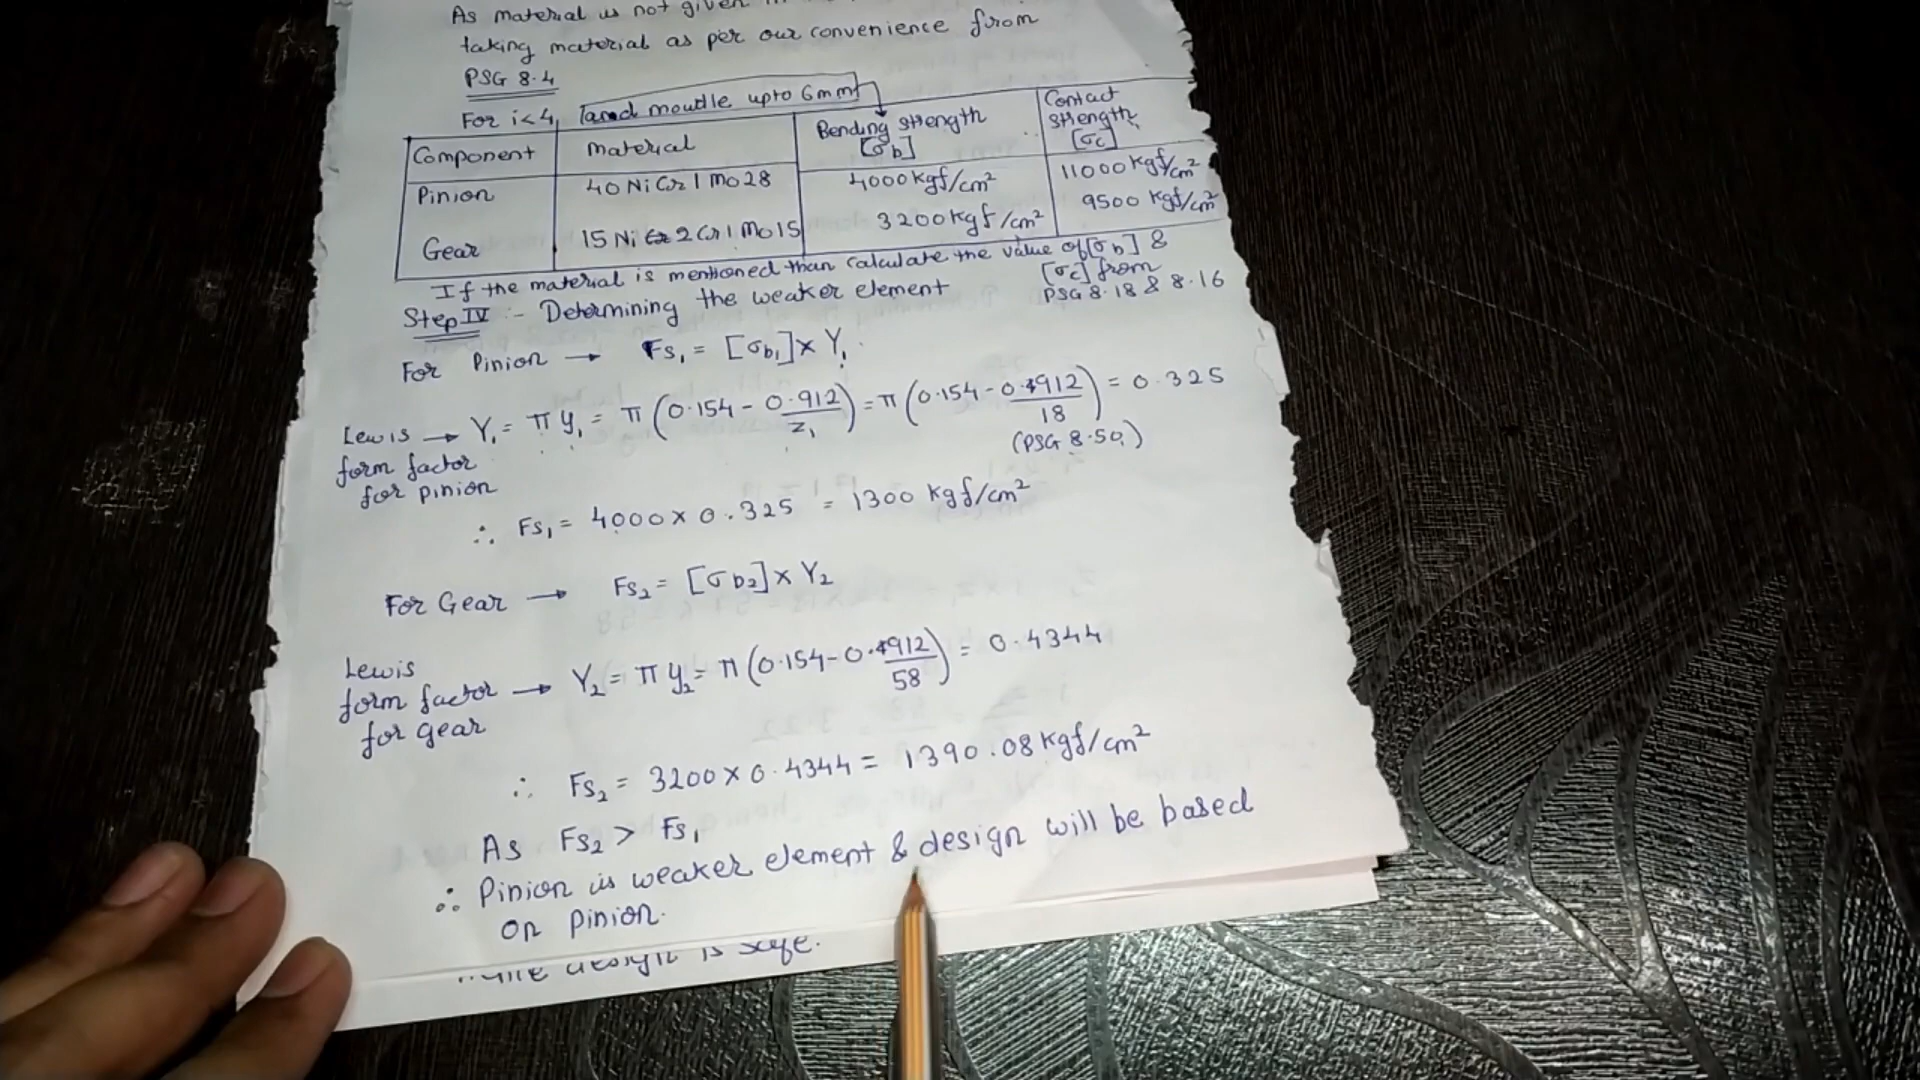 As material is not given
taking material as per our convenience from
PSG 8.4
For i<4, and moudle upto 6mm
Component Material Bending strength [σb] Contact strength [σc]
Pinion 40 Ni Cr 1 Mo 28 4000 kgf/cm² 11000 kgf/cm²
Gear 15 Ni 2 Cr 1 Mo 15 3200 kgf/cm² 9500 kgf/cm²
If the material is mentioned than calculate the value of [σb] &
[σc] from
PSG 8.18 & 8.16
Step IV :- Determining the weaker element
For Pinion → Fs₁ = [σb₁] × Y₁
Lewis form factor for pinion → Y₁ = π y₁ = π (0.154 - 0.912/z₁) = π (0.154 - 0.912/18) = 0.325
(PSG 8.50)
∴ Fs₁ = 4000 × 0.325 = 1300 kgf/cm²
For Gear → Fs₂ = [σb₂] × Y₂
Lewis form factor for gear → Y₂ = π y₂ = π (0.154 - 0.912/58) = 0.4344
∴ Fs₂ = 3200 × 0.4344 = 1390.08 kgf/cm²
As Fs₂ > Fs₁
∴ Pinion is weaker element & design will be based
on pinion.
is safe.